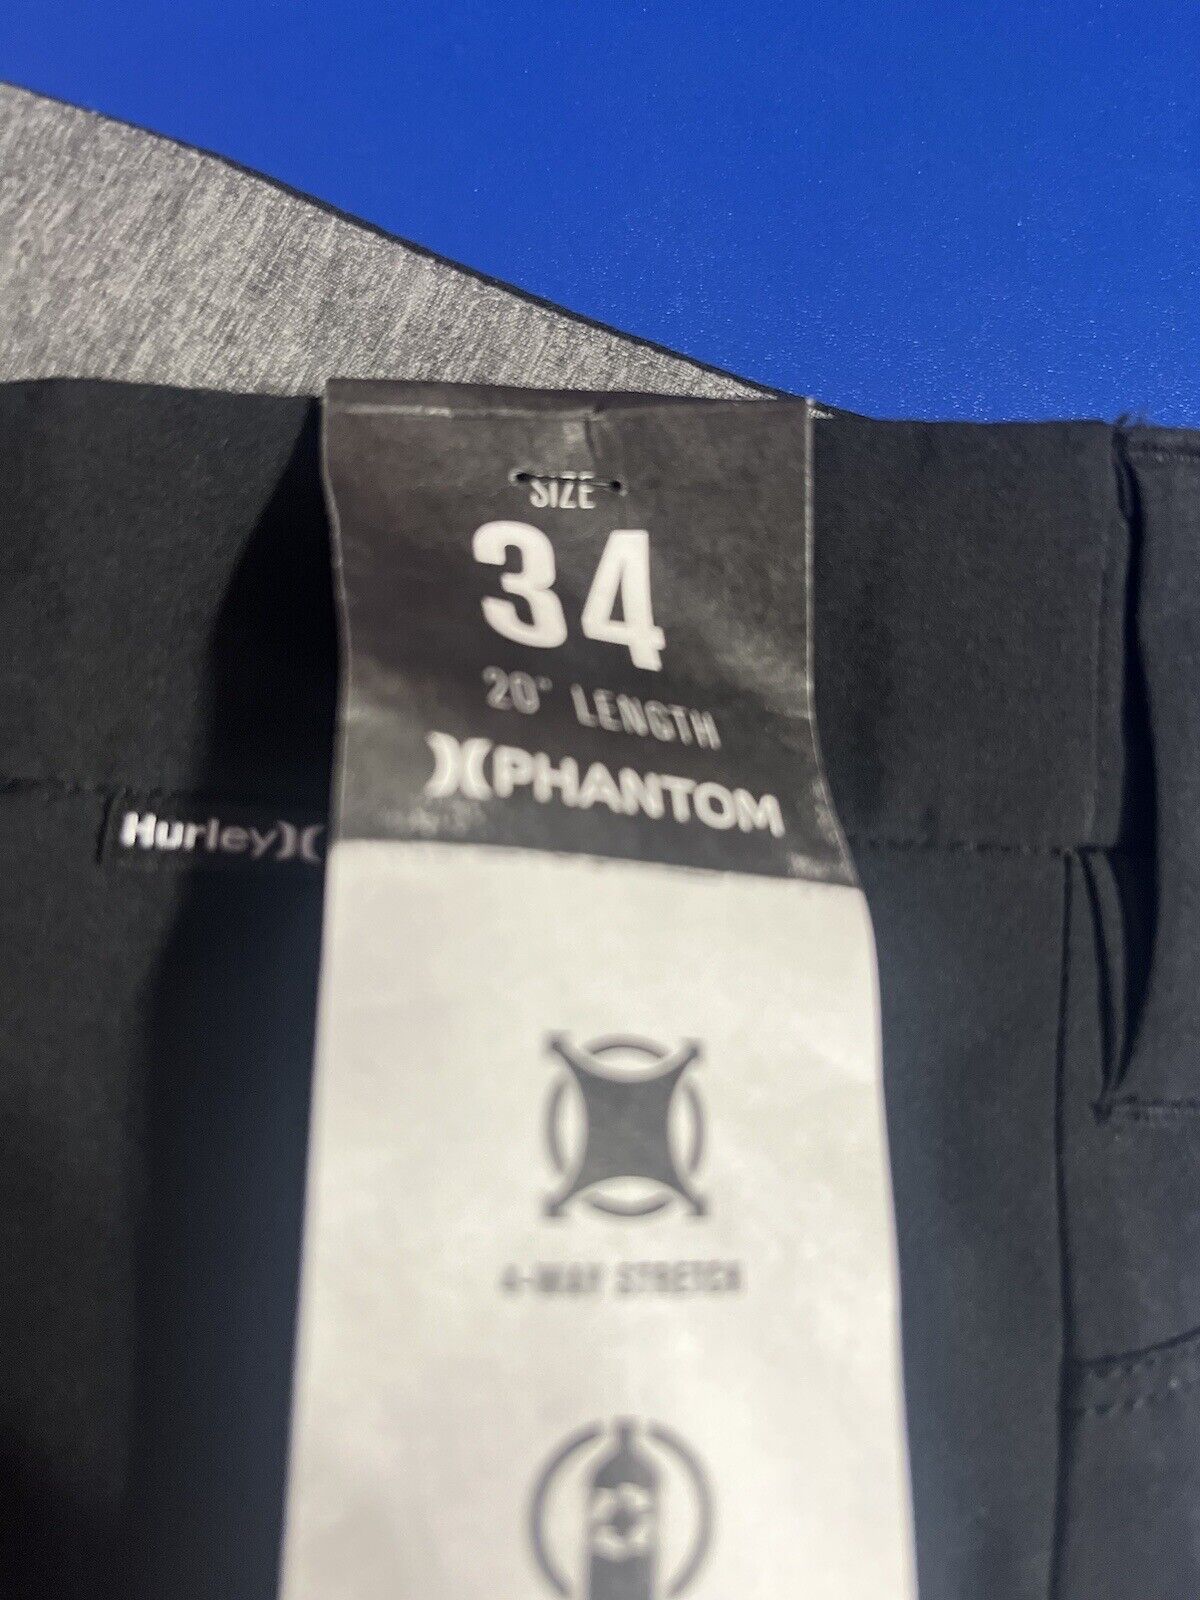 SIZE
34
20" LENGTH
PHANTOM
Hurley
4-WAY STRETCH